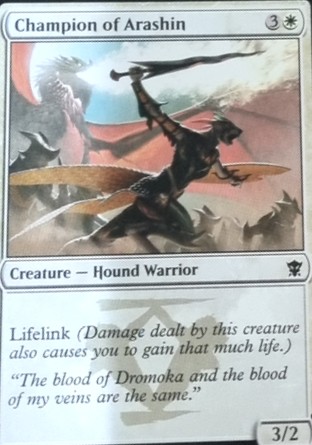 Champion of Arashin 3
Creature — Hound Warrior
Lifelink (Damage dealt by this creature
also causes you to gain that much life.)
“The blood of Dromoka and the blood
of my veins are the same.”
3/2